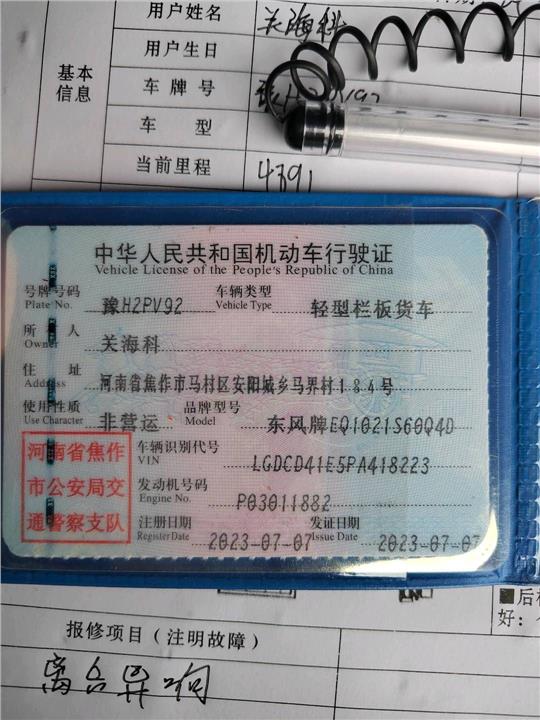 用户姓名 关海科
用户生日
基本信息
车牌号
车型
当前里程 4791
中华人民共和国机动车行驶证
Vehicle License of the People's Republic of China
号牌号码 豫H2PV92 车辆类型 轻型栏板货车
Plate No. Vehicle Type
所有人 关海科
Owner
住址 河南省焦作市马村区安阳城乡马界村184号
Address
使用性质 非营运 品牌型号 东风牌EQ1021S60Q4D
Use Character Model
河南省焦作
市公安局交
通警察支队
车辆识别代号 LGDCD41E5PA418223
VIN
发动机号码 P03011882
Engine No.
注册日期 2023-07-07 发证日期 2023-07-07
Register Date Issue Date
好:
报修项目(注明故障)
离合异响